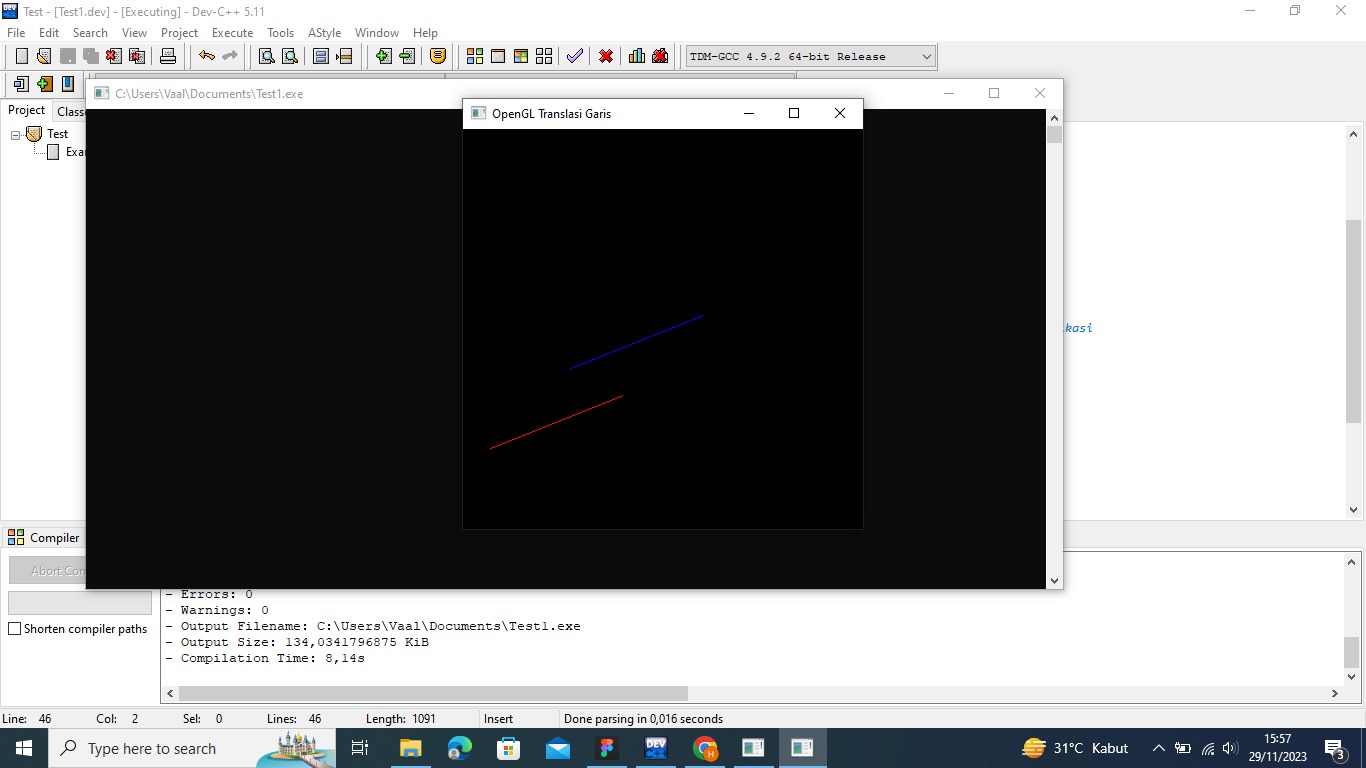 Test - [Test1.dev] - [Executing] - Dev-C++ 5.11
File Edit Search View Project Execute Tools AStyle Window Help
TDM-GCC 4.9.2 64-bit Release
C:\Users\Vaal\Documents\Test1.exe
OpenGL Translasi Garis
Project
Test
kasi
Compiler
Shorten compiler paths
- Errors: 0
- Warnings: 0
- Output Filename: C:\Users\Vaal\Documents\Test1.exe
- Output Size: 134,0341796875 KiB
- Compilation Time: 8,14s
Line: 46 Col: 2 Sel: 0 Lines: 46 Length: 1091 Insert Done parsing in 0,016 seconds
Type here to search
31°C Kabut
15:57
29/11/2023
3